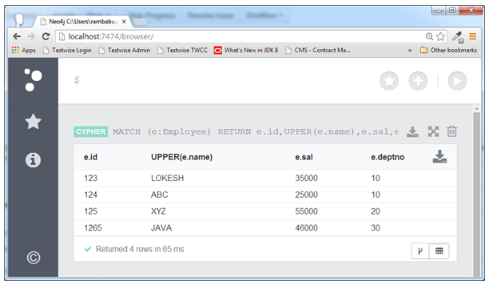 Neo4j C:\Users\rembabu.
localhost:7474/browser/
Apps Testwise Login Testwise Admin Testwise TWCC What's New in JDK 8 CMS - Contract Ma... » Other bookmarks
$
CYPHER MATCH (e:Employee) RETURN e.id,UPPER(e.name),e.sal,e
e.id UPPER(e.name) e.sal e.deptno
123 LOKESH 35000 10
124 ABC 25000 10
125 XYZ 55000 20
1265 JAVA 46000 30
Returned 4 rows in 65 ms